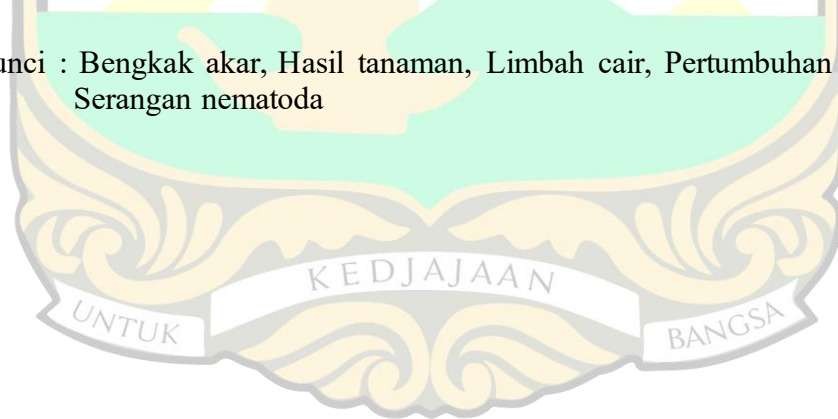 unci : Bengkak akar, Hasil tanaman, Limbah cair, Pertumbuhan
Serangan nematoda
UNTUK KEDJAJAAN BANGSA